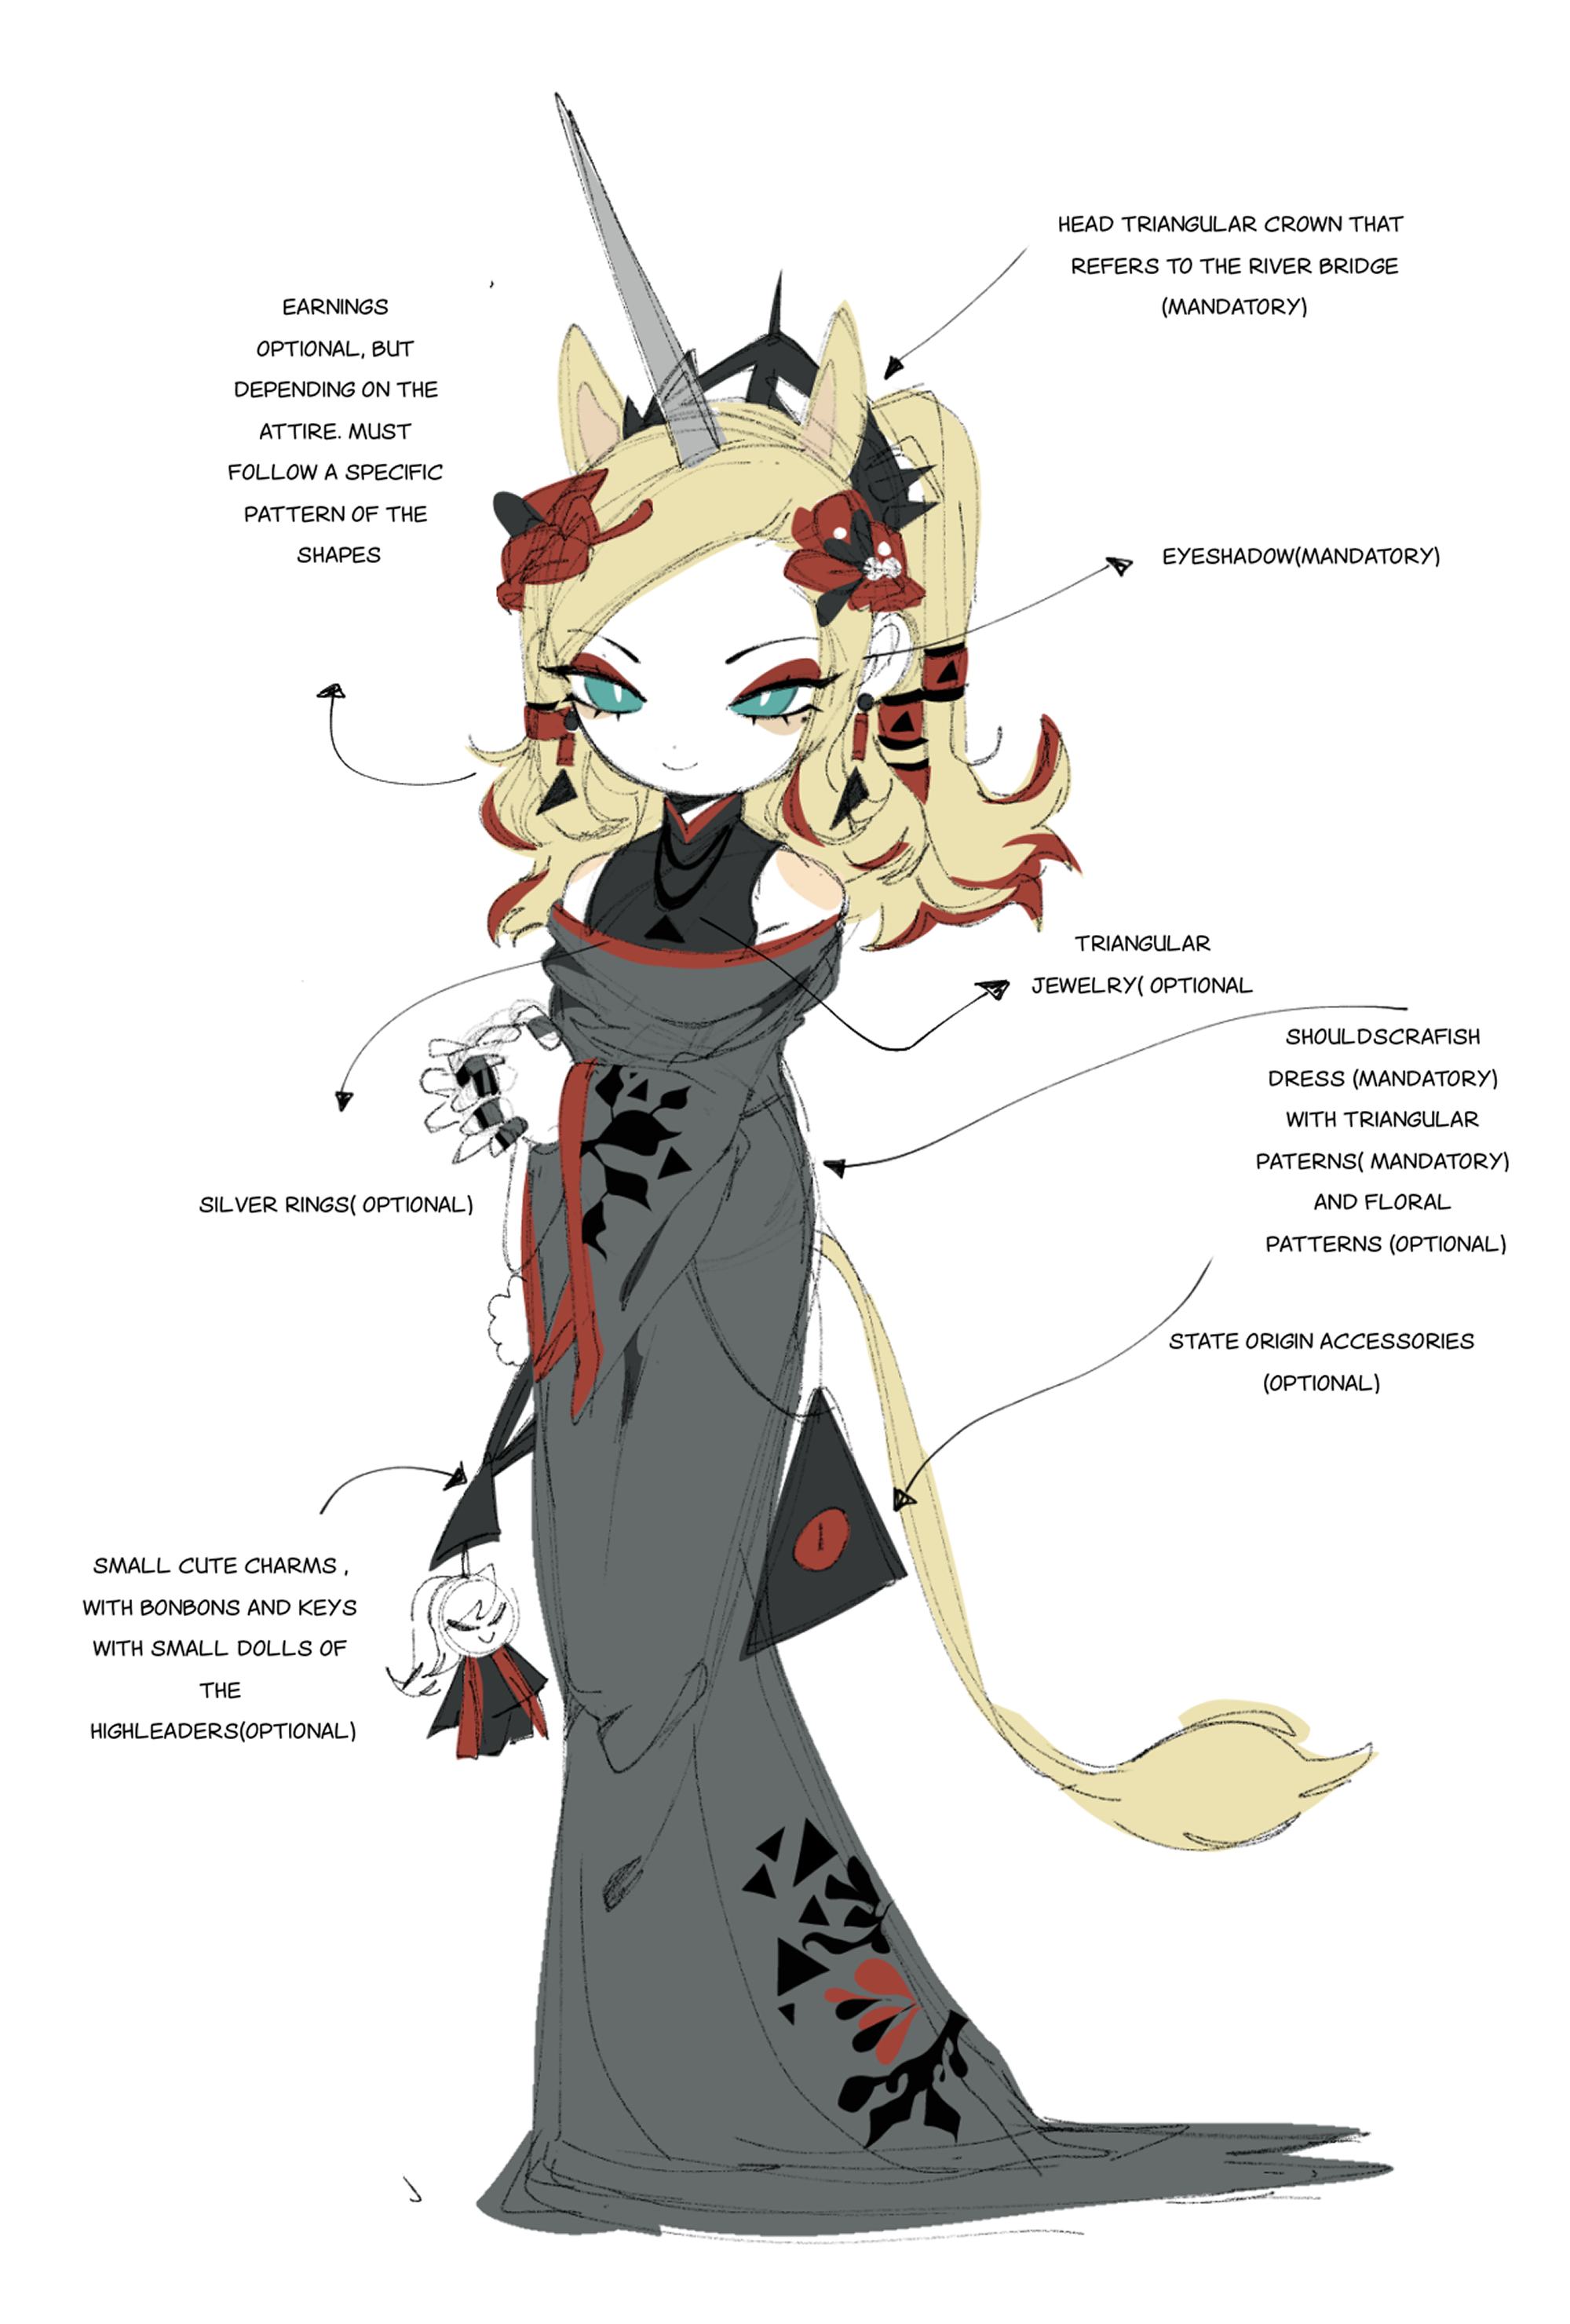 HEAD TRIANGULAR CROWN THAT
REFERS TO THE RIVER BRIDGE
(MANDATORY)
EARNINGS
OPTIONAL, BUT
DEPENDING ON THE
ATTIRE. MUST
FOLLOW A SPECIFIC
PATTERN OF THE
SHAPES
EYESHADOW(MANDATORY)
TRIANGULAR
JEWELRY( OPTIONAL
SHOULDSCRAFISH
DRESS (MANDATORY)
WITH TRIANGULAR
PATERNS( MANDATORY)
AND FLORAL
PATTERNS (OPTIONAL)
SILVER RINGS( OPTIONAL)
STATE ORIGIN ACCESSORIES
(OPTIONAL)
SMALL CUTE CHARMS ,
WITH BONBONS AND KEYS
WITH SMALL DOLLS OF
THE
HIGHLEADERS(OPTIONAL)